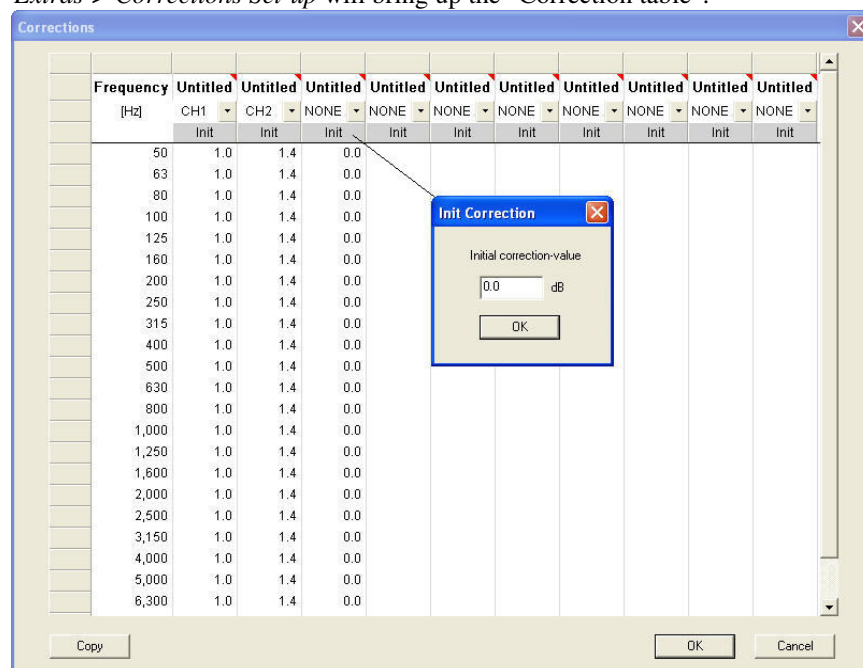 Extras > Corrections Set-up will bring up the "Correction table".
Corrections
Frequency Untitled Untitled Untitled Untitled Untitled Untitled Untitled Untitled Untitled Untitled
[Hz] CH1 CH2 NONE NONE NONE NONE NONE NONE NONE NONE
Init Init Init Init Init Init Init Init Init Init
50 1.0 1.4 0.0
63 1.0 1.4 0.0
80 1.0 1.4 0.0
100 1.0 1.4 0.0
125 1.0 1.4 0.0
160 1.0 1.4 0.0
200 1.0 1.4 0.0
250 1.0 1.4 0.0
315 1.0 1.4 0.0
400 1.0 1.4 0.0
500 1.0 1.4 0.0
630 1.0 1.4 0.0
800 1.0 1.4 0.0
1,000 1.0 1.4 0.0
1,250 1.0 1.4 0.0
1,600 1.0 1.4 0.0
2,000 1.0 1.4 0.0
2,500 1.0 1.4 0.0
3,150 1.0 1.4 0.0
4,000 1.0 1.4 0.0
5,000 1.0 1.4 0.0
6,300 1.0 1.4 0.0
Init Correction
Initial correction-value
0.0 dB
OK
Copy OK Cancel